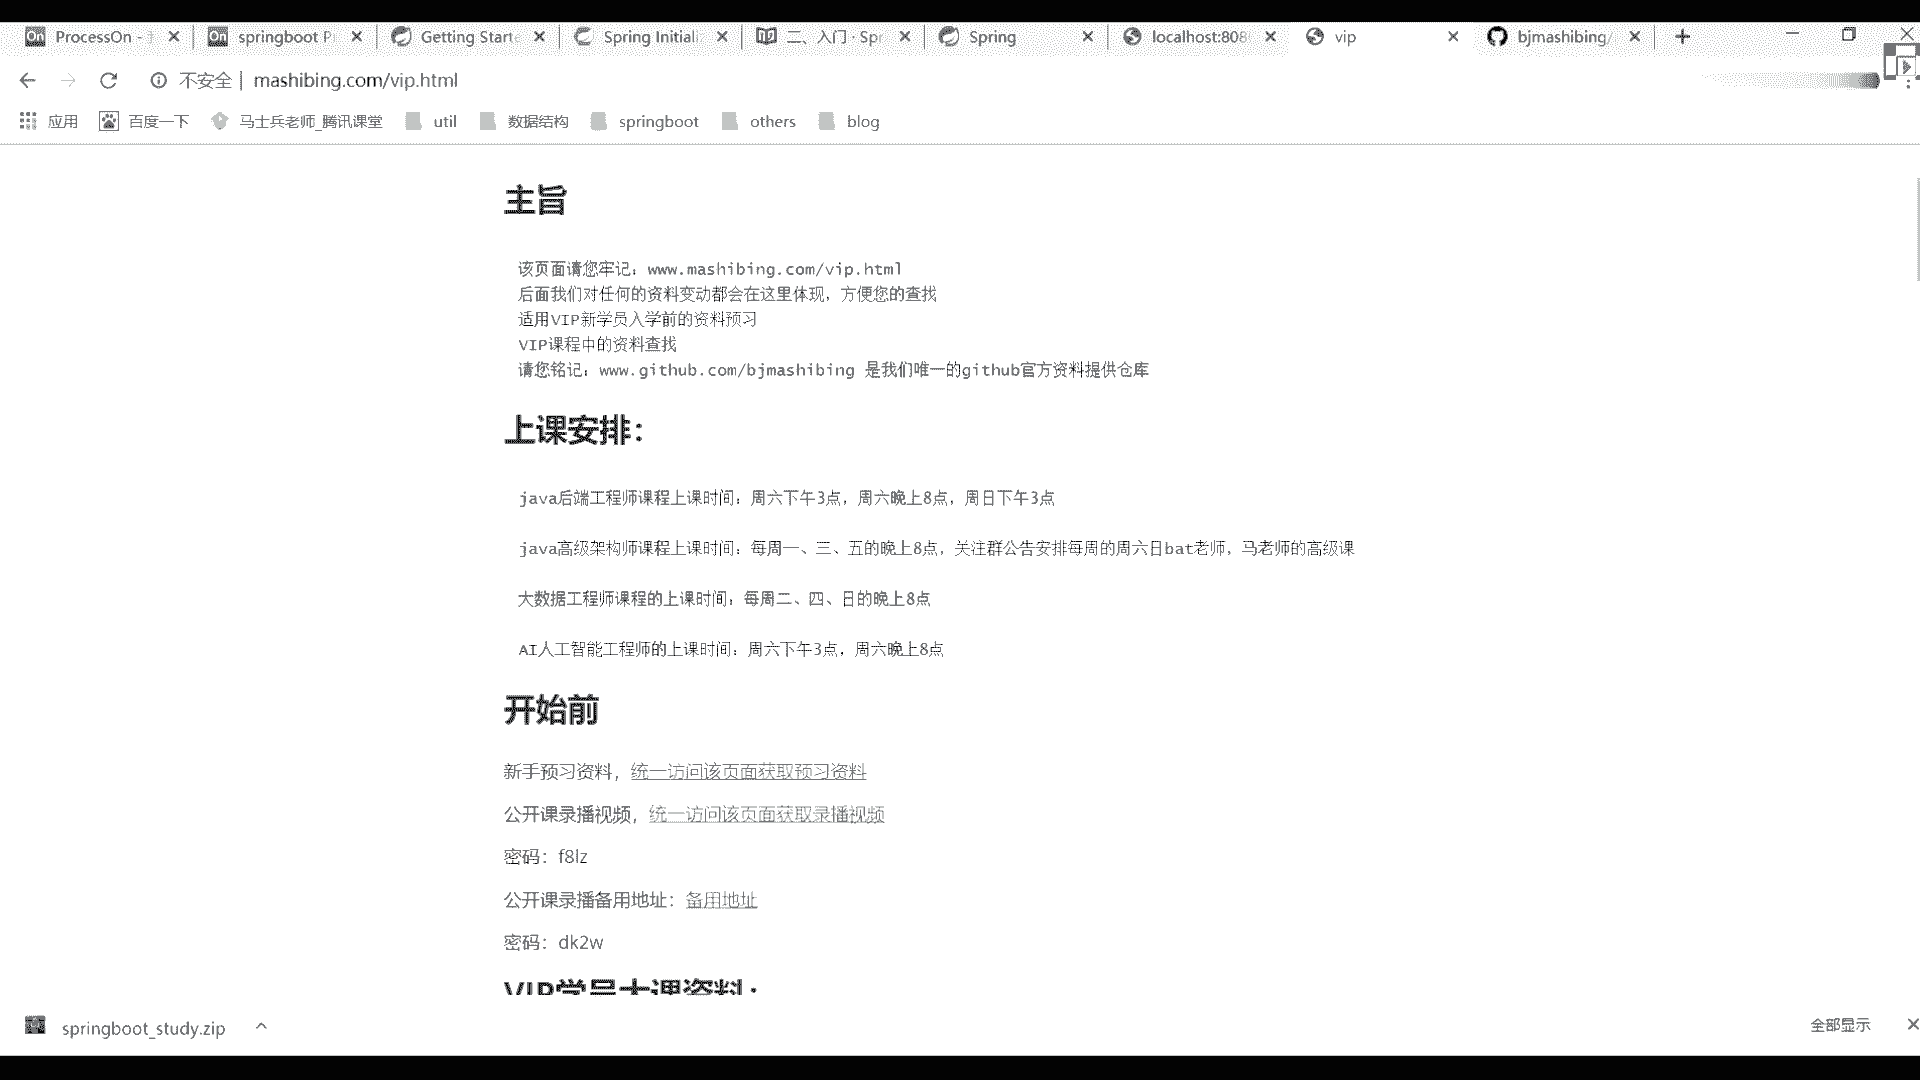 ProcessOn -
springboot P
Getting Starte
Spring Initiali
二、入门 · Spr
Spring
localhost:808
vip
bjmashibing/
不安全 | mashibing.com/vip.html
应用
百度一下
马士兵老师_腾讯课堂
util
数据结构
springboot
others
blog
主旨
该页面请您牢记：www.mashibing.com/vip.html
后面我们对任何的资料变动都会在这里体现，方便您的查找
适用VIP新学员入学前的资料预习
VIP课程中的资料查找
请您铭记：www.github.com/bjmashibing 是我们唯一的github官方资料提供仓库
上课安排：
java后端工程师课程上课时间：周六下午3点，周六晚上8点，周日下午3点
java高级架构师课程上课时间：每周一、三、五的晚上8点，关注群公告安排每周的周六日bat老师，马老师的高级课
大数据工程师课程的上课时间：每周二、四、日的晚上8点
AI人工智能工程师的上课时间：周六下午3点，周六晚上8点
开始前
新手预习资料，统一访问该页面获取预习资料
公开课录播视频，统一访问该页面获取录播视频
密码：f8lz
公开课录播备用地址：备用地址
密码：dk2w
VIP学员大课资料：
springboot_study.zip
全部显示